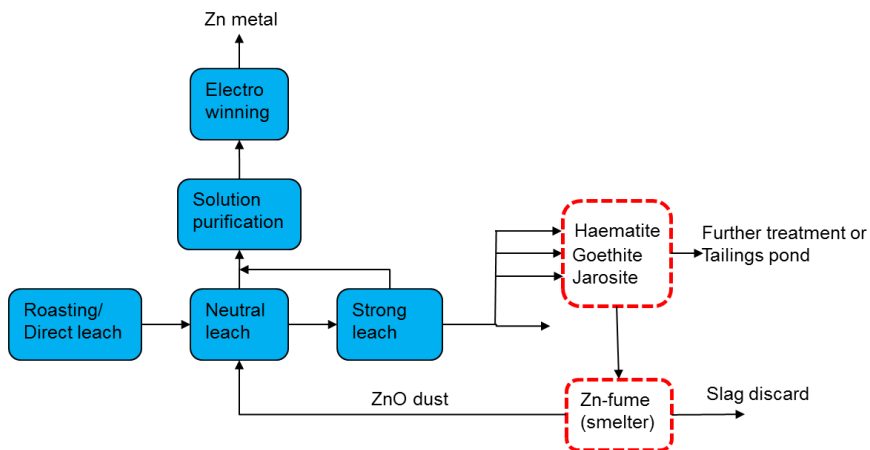 Zn metal
Electro
winning
Solution
purification
Haematite
Goethite
Jarosite
Further treatment or
Tailings pond
Roasting/
Direct leach
Neutral
leach
Strong
leach
ZnO dust
Zn-fume
(smelter)
Slag discard